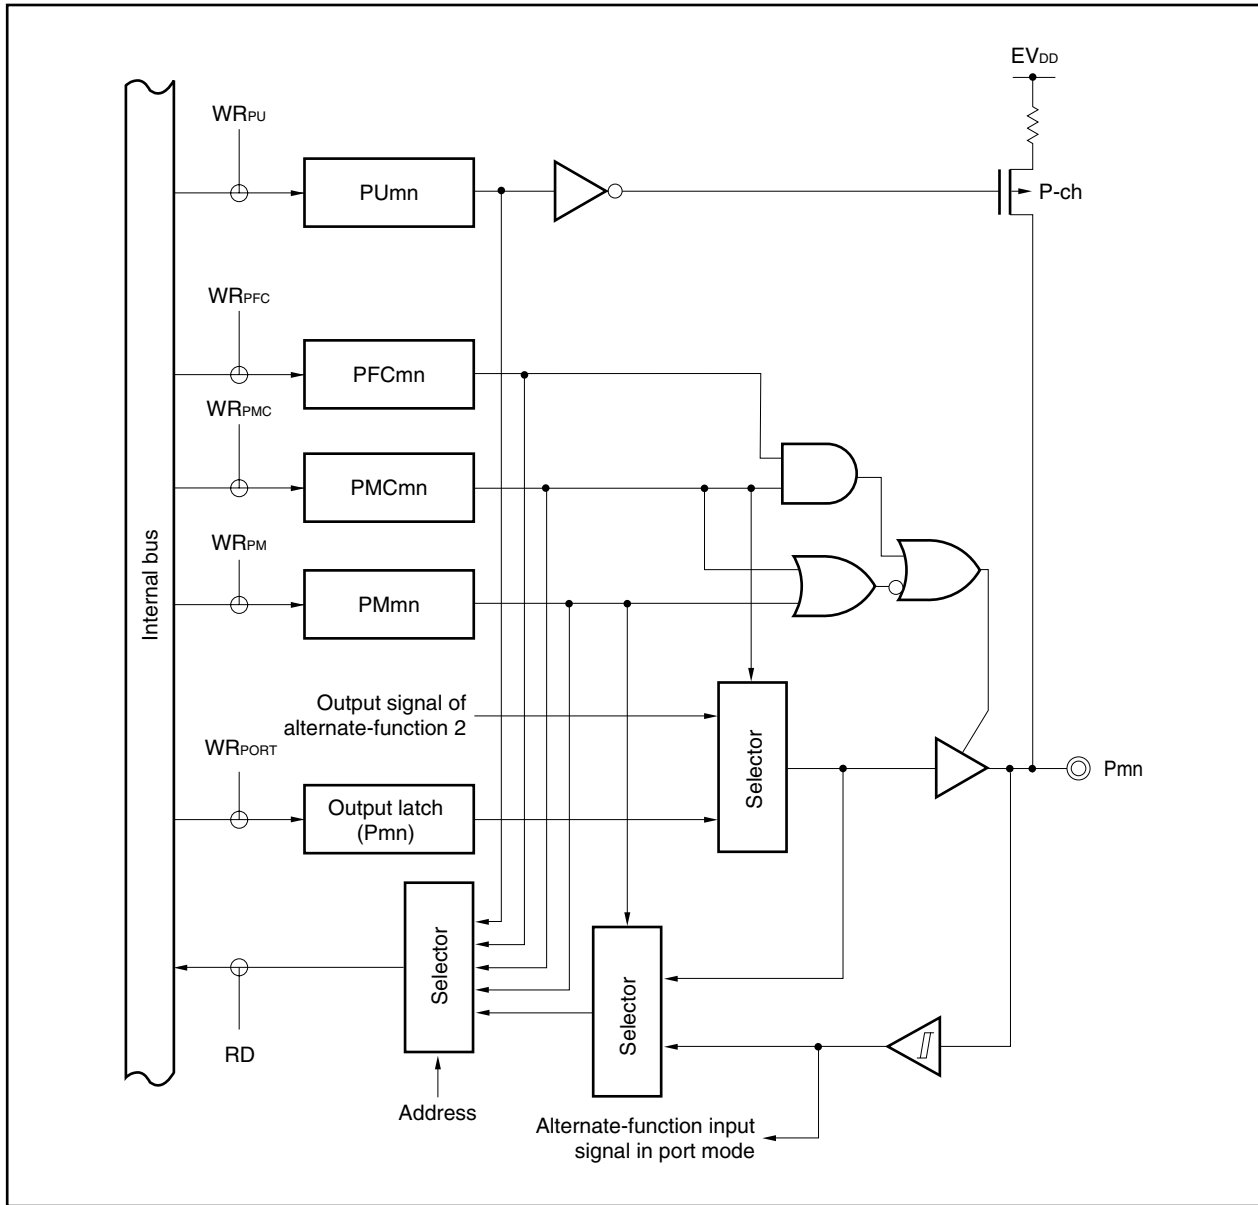 EVDD
WRPU
PUmn
P-ch
WRPFC
PFCmn
WRPMC
PMCmn
WRPM
PMmn
Internal bus
Output signal of
alternate-function 2
WRPORT
Output latch
(Pmn)
Selector
Pmn
Selector
Selector
RD
Address
Alternate-function input
signal in port mode